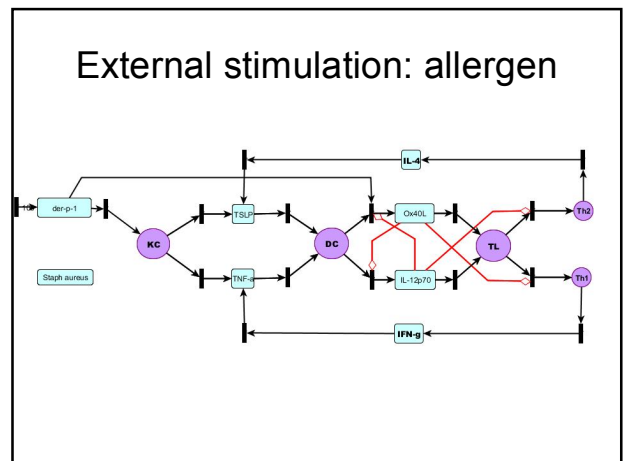 External stimulation: allergen
IL-4
10
der-p-1
TSLP
Ox40L
Th2
KC
DC
TL
Staph aureus
TNF-a
IL-12p70
Th1
IFN-g